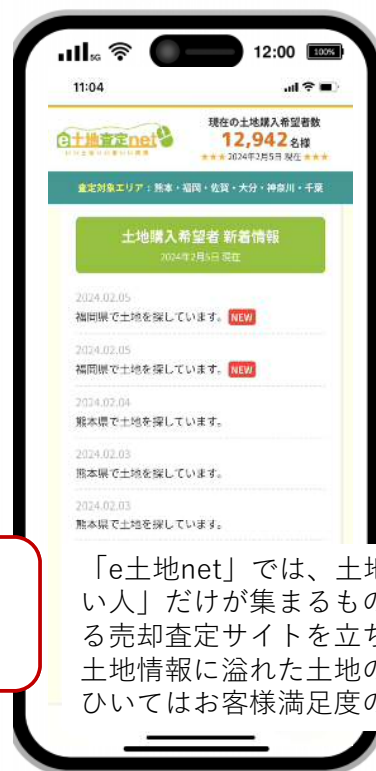 5G
12:00
100%
11:04
e土地査定net
現在の土地購入希望者数
12,942名様
★★★2024年2月5日 現在★★★
査定対象エリア：熊本・福岡・佐賀・大分・神奈川・千葉
土地購入希望者 新着情報
2024年2月5日 現在
2024.02.05
福岡県で土地を探しています。 NEW
2024.02.05
福岡県で土地を探しています。 NEW
2024.02.04
熊本県で土地を探しています。
2024.02.03
熊本県で土地を探しています。
2024.02.03
熊本県で土地を探しています。
「e土地net」では、土地
い人」だけが集まるもの
る売却査定サイトを立ち
土地情報に溢れた土地の
ひいてはお客様満足度の